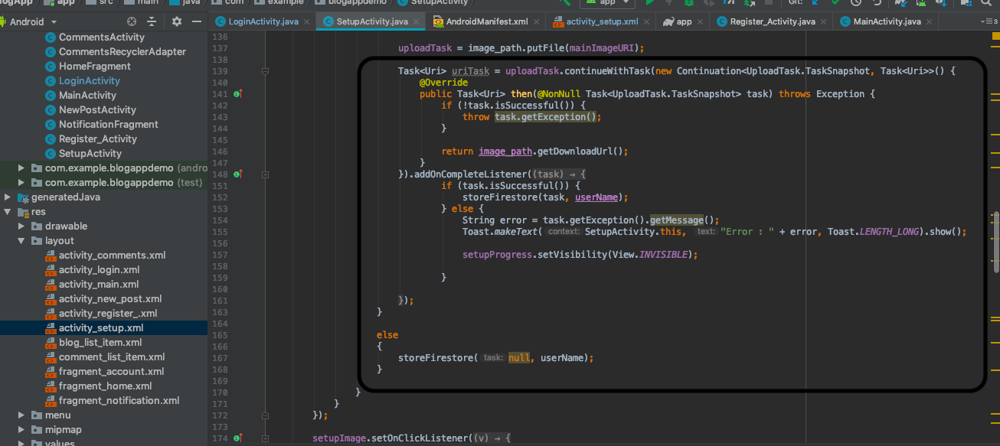 logApp
app
src
main
java
com
example
blogappdemo
SetupActivity
app
Git:
Android
LoginActivity.java
SetupActivity.java
AndroidManifest.xml
activity_setup.xml
app
Register_Activity.java
MainActivity.java
3
CommentsActivity
CommentsRecyclerAdapter
HomeFragment
LoginActivity
MainActivity
NewPostActivity
NotificationFragment
Register_Activity
SetupActivity
com.example.blogappdemo (andro
com.example.blogappdemo (test)
generatedJava
res
drawable
layout
activity_comments.xml
activity_login.xml
activity_main.xml
activity_new_post.xml
activity_register_.xml
activity_setup.xml
blog_list_item.xml
comment_list_item.xml
fragment_account.xml
fragment_home.xml
fragment_notification.xml
menu
mipmap
values
136
137 uploadTask = image_path.putFile(mainImageURI);
138
139 Task<Uri> uriTask = uploadTask.continueWithTask(new Continuation<UploadTask.TaskSnapshot, Task<Uri>>() {
140 @Override
141 public Task<Uri> then(@NonNull Task<UploadTask.TaskSnapshot> task) throws Exception {
142 if (!task.isSuccessful()) {
143 throw task.getException();
144 }
145
146 return image_path.getDownloadUrl();
147 }
148 }).addOnCompleteListener((task) → {
151 if (task.isSuccessful()) {
152 storeFirestore(task, userName);
153 } else {
154 String error = task.getException().getMessage();
155 Toast.makeText( context: SetupActivity.this, text: "Error : " + error, Toast.LENGTH_LONG).show();
156
157 setupProgress.setVisibility(View.INVISIBLE);
158
159 }
160
161 });
163 }
164
165 else
166 {
167 storeFirestore( task: null, userName);
168 }
169
170 }
171 }
172 });
173
174 setupImage.setOnClickListener((v) → {